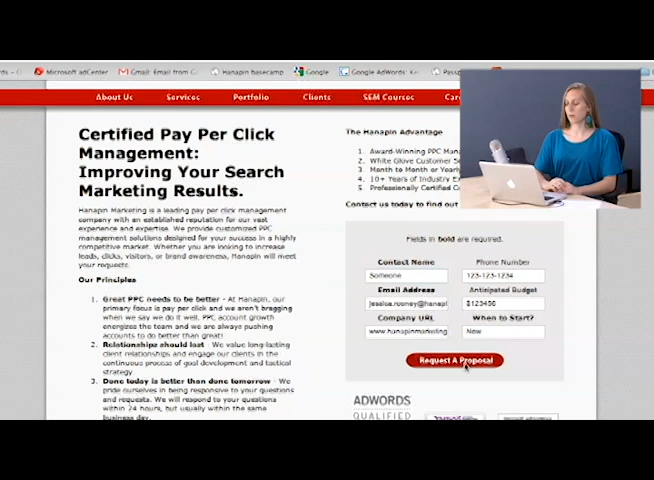 Microsoft adCenter
Gmail: Email from G
Hanapin basecamp
Google
Google AdWords: Ke
Passp
About Us
Services
Portfolio
Clients
SEM Courses
Certified Pay Per Click
Management:
Improving Your Search
Marketing Results.
Hanapin Marketing is a leading pay per click management
company with an established reputation for our vast
experience and expertise. We provide customized PPC
management solutions designed for your success in a highly
competitive market. Whether you are looking to increase
leads, clicks, visitors, or brand awareness, Hanapin will meet
your requests.
Our Principles
1. Great PPC needs to be better - At Hanapin, our
primary focus is pay per click and we aren't bragging
when we say we do it well. PPC account growth
energizes the team and we are always pushing
accounts to do better than great!
2. Relationships should last - We value long-lasting
client relationships and engage our clients in the
continuous process of goal development and tactical
strategy
3. Done today is better than done tomorrow - We
pride ourselves in being responsive to your questions
and requests. We will respond to your questions
within 24 hours, but usually within the same
business day.
The Hanapin Advantage
1. Award-Winning PPC Mana
2. White Glove Customer S
3. Month to Month or Yearly
4. 10+ Years of Industry E
5. Professionally Certified C
Contact us today to find out
Fields in bold are required.
Contact Name
Phone Number
Someone
123-123-1234
Email Address
Anticipated Budget
jessica.rooney@hanapi
$123456
Company URL
When to Start?
www.hanapinmarketing
Now
Request A Proposal
ADWORDS
QUALIFIED